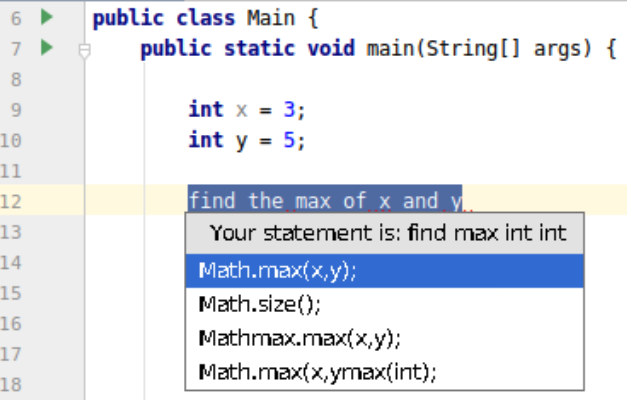 6 public class Main {
7 public static void main(String[] args) {
8
9 int x = 3;
10 int y = 5;
11
12 find the max of x and y
13 Your statement is: find max int int
14 Math.max(x,y);
15 Math.size();
16 Mathmax.max(x,y);
17 Math.max(x,ymax(int);
18